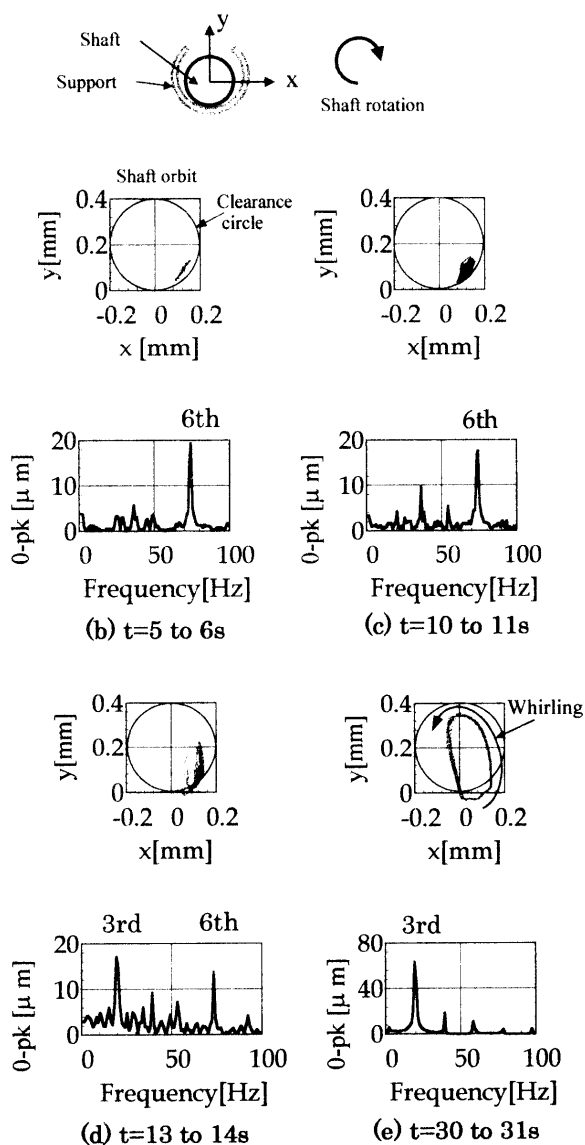 y
Shaft
Support
x
Shaft rotation
Shaft orbit
Clearance
circle
0.4
0.2
0
y[mm]
-0.2 0 0.2
x [mm]
0.4
0.2
0
y[mm]
-0.2 0 0.2
x[mm]
6th
20
10
0
0-pk [μ m]
0 50 100
Frequency[Hz]
(b) t=5 to 6s
6th
20
10
0
0-pk [μ m]
0 50 100
Frequency[Hz]
(c) t=10 to 11s
0.4
0.2
0
y[mm]
-0.2 0 0.2
x[mm]
Whirling
0.4
0.2
0
y[mm]
-0.2 0 0.2
x[mm]
3rd 6th
20
10
0
0-pk [μ m]
0 50 100
Frequency[Hz]
(d) t=13 to 14s
3rd
80
40
0
0-pk [μ m]
0 50 100
Frequency[Hz]
(e) t=30 to 31s